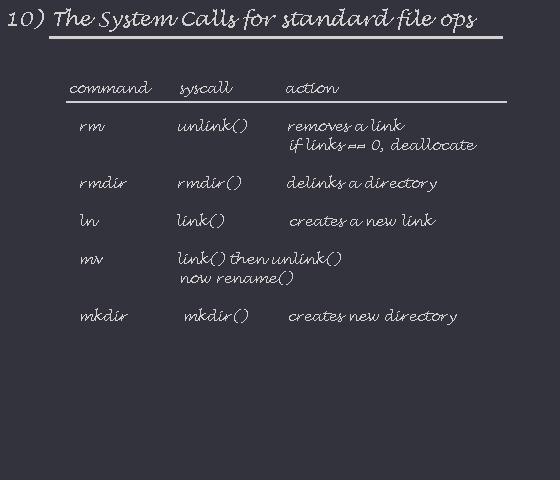 10) The System Calls for standard file ops
command syscall action
rm unlink() removes a link
if links == 0, deallocate
rmdir rmdir() delinks a directory
ln link() creates a new link
mv link() then unlink()
now rename()
mkdir mkdir() creates new directory